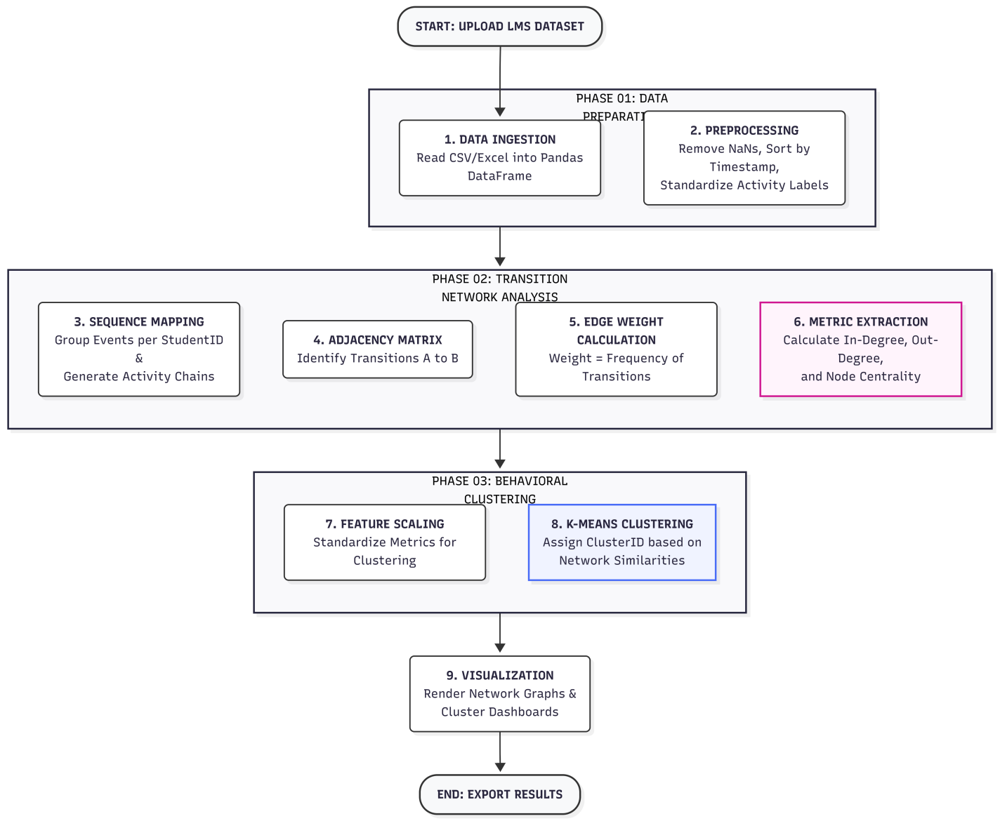 START: UPLOAD LMS DATASET
PHASE 01: DATA
PREPARATI
1. DATA INGESTION
Read CSV/Excel into Pandas
DataFrame
2. PREPROCESSING
Remove NaNs, Sort by
Timestamp,
Standardize Activity Labels
PHASE 02: TRANSITION
NETWORK ANALYSIS
3. SEQUENCE MAPPING
Group Events per StudentID
&
Generate Activity Chains
4. ADJACENCY MATRIX
Identify Transitions A to B
5. EDGE WEIGHT
CALCULATION
Weight = Frequency of
Transitions
6. METRIC EXTRACTION
Calculate In-Degree, Out-
Degree,
and Node Centrality
PHASE 03: BEHAVIORAL
CLUSTERING
7. FEATURE SCALING
Standardize Metrics for
Clustering
8. K-MEANS CLUSTERING
Assign ClusterID based on
Network Similarities
9. VISUALIZATION
Render Network Graphs &
Cluster Dashboards
END: EXPORT RESULTS